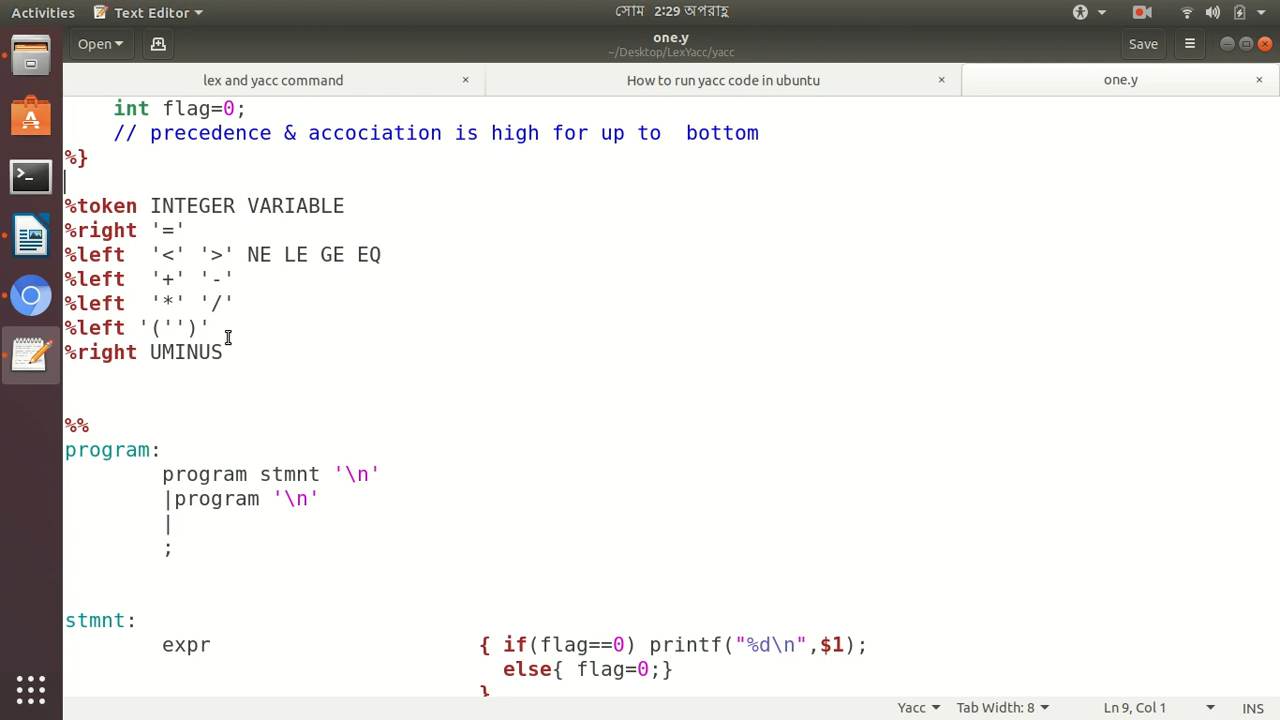 Activities Text Editor সোম 2:29 অপরাহ্ণ
Open one.y Save
~/Desktop/LexYacc/yacc
lex and yacc command × How to run yacc code in ubuntu × one.y ×
int flag=0;
// precedence & accociation is high for up to  bottom
%}
%token INTEGER VARIABLE
%right '='
%left  '<' '>' NE LE GE EQ
%left  '+' '-'
%left  '*' '/'
%left '('')'
%right UMINUS
%%
program:
program stmnt '\n'
|program '\n'
|
;
stmnt:
expr { if(flag==0) printf("%d\n",$1);
else{ flag=0;}
}
Yacc Tab Width: 8 Ln 9, Col 1 INS